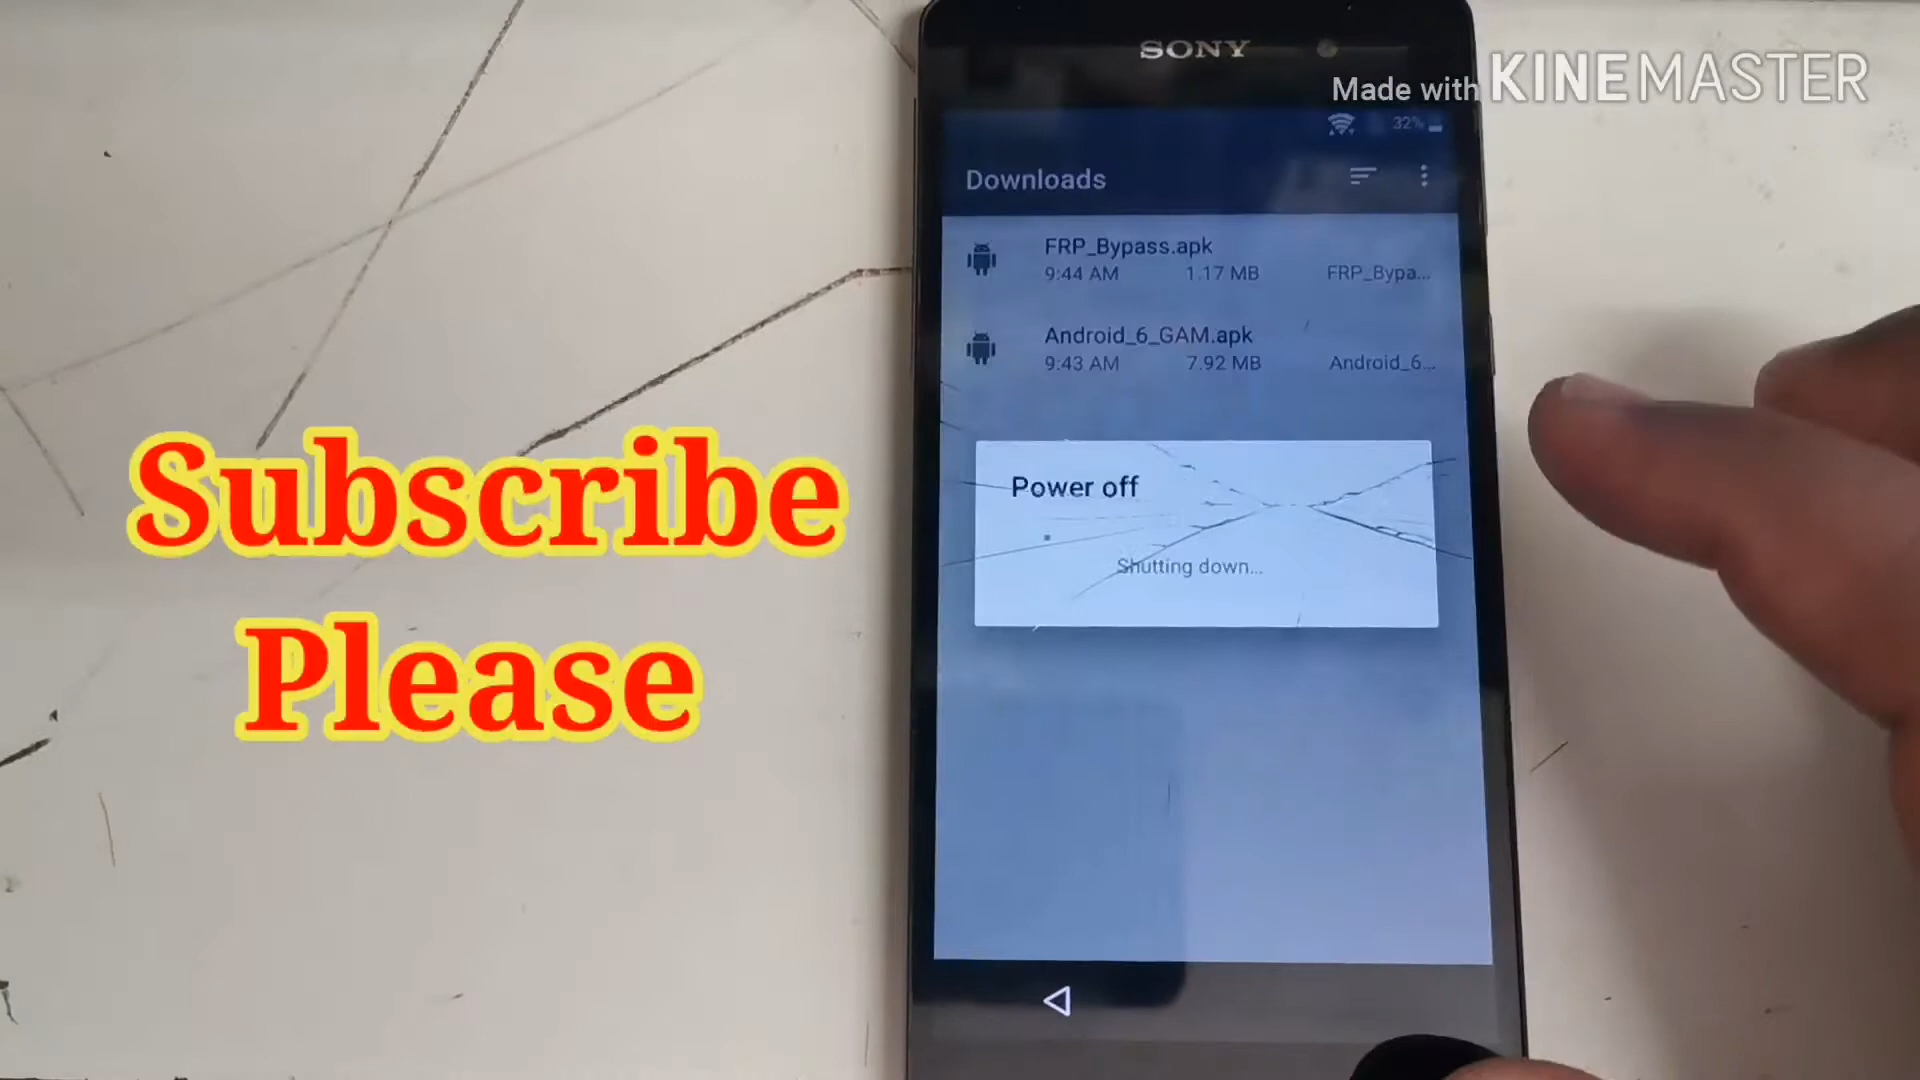 SONY
Made with KINEMASTER
32%
Downloads
FRP_Bypass.apk
9:44 AM 1.17 MB FRP_Bypa...
Android_6_GAM.apk
9:43 AM 7.92 MB Android_6...
Power off
Shutting down...
Subscribe
Please